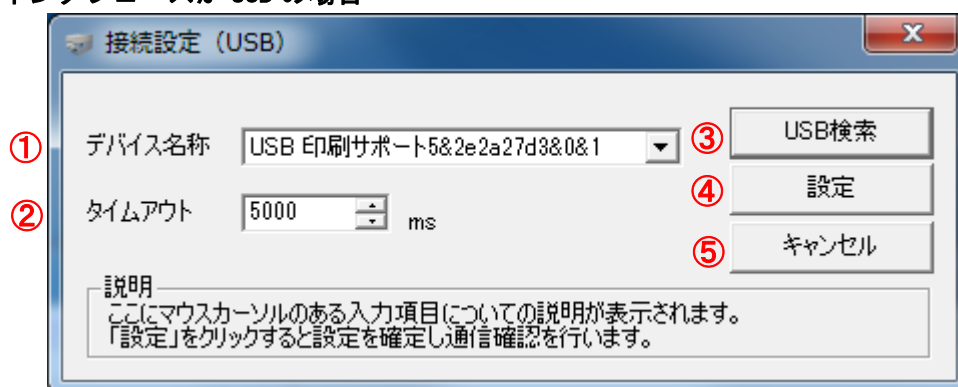 USB の場合
接続設定（USB）
① デバイス名称 USB 印刷サポート5&2e2a27d3&0&1 ③ USB検索
② タイムアウト 5000 ms ④ 設定
⑤ キャンセル
説明
ここにマウスカーソルのある入力項目についての説明が表示されます。
「設定」をクリックすると設定を確定し通信確認を行います。